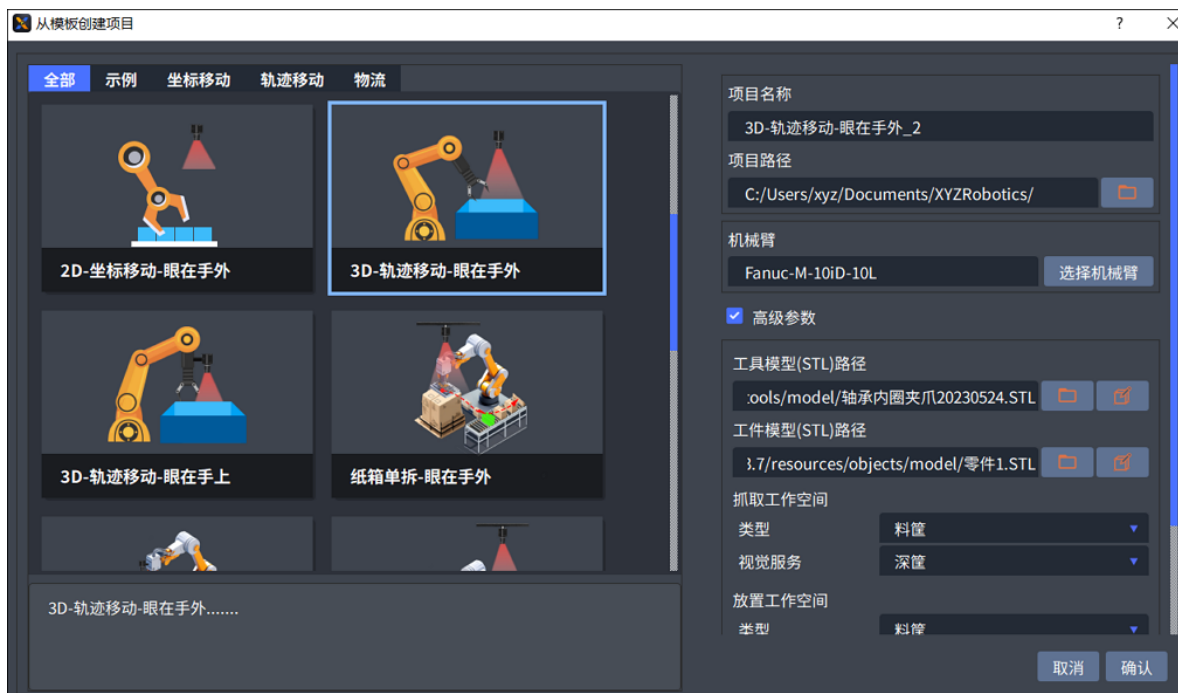 从模板创建项目
?
全部 示例 坐标移动 轨迹移动 物流
2D-坐标移动-眼在手外
3D-轨迹移动-眼在手外
3D-轨迹移动-眼在手上
纸箱单拆-眼在手外
3D-轨迹移动-眼在手外.......
项目名称
3D-轨迹移动-眼在手外_2
项目路径
C:/Users/xyz/Documents/XYZRobotics/
机械臂
Fanuc-M-10iD-10L 选择机械臂
高级参数
工具模型(STL)路径
:ools/model/轴承内圈夹爪20230524.STL
工件模型(STL)路径
3.7/resources/objects/model/零件1.STL
抓取工作空间
类型 料筐
视觉服务 深筐
放置工作空间
类型 料筐
取消 确认